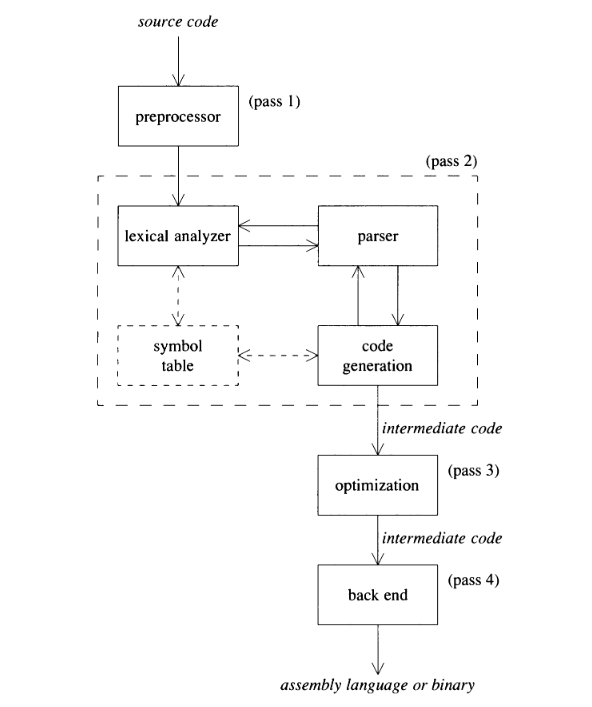 source code
preprocessor
(pass 1)
(pass 2)
lexical analyzer
parser
symbol
table
code
generation
intermediate code
optimization
(pass 3)
intermediate code
back end
(pass 4)
assembly language or binary